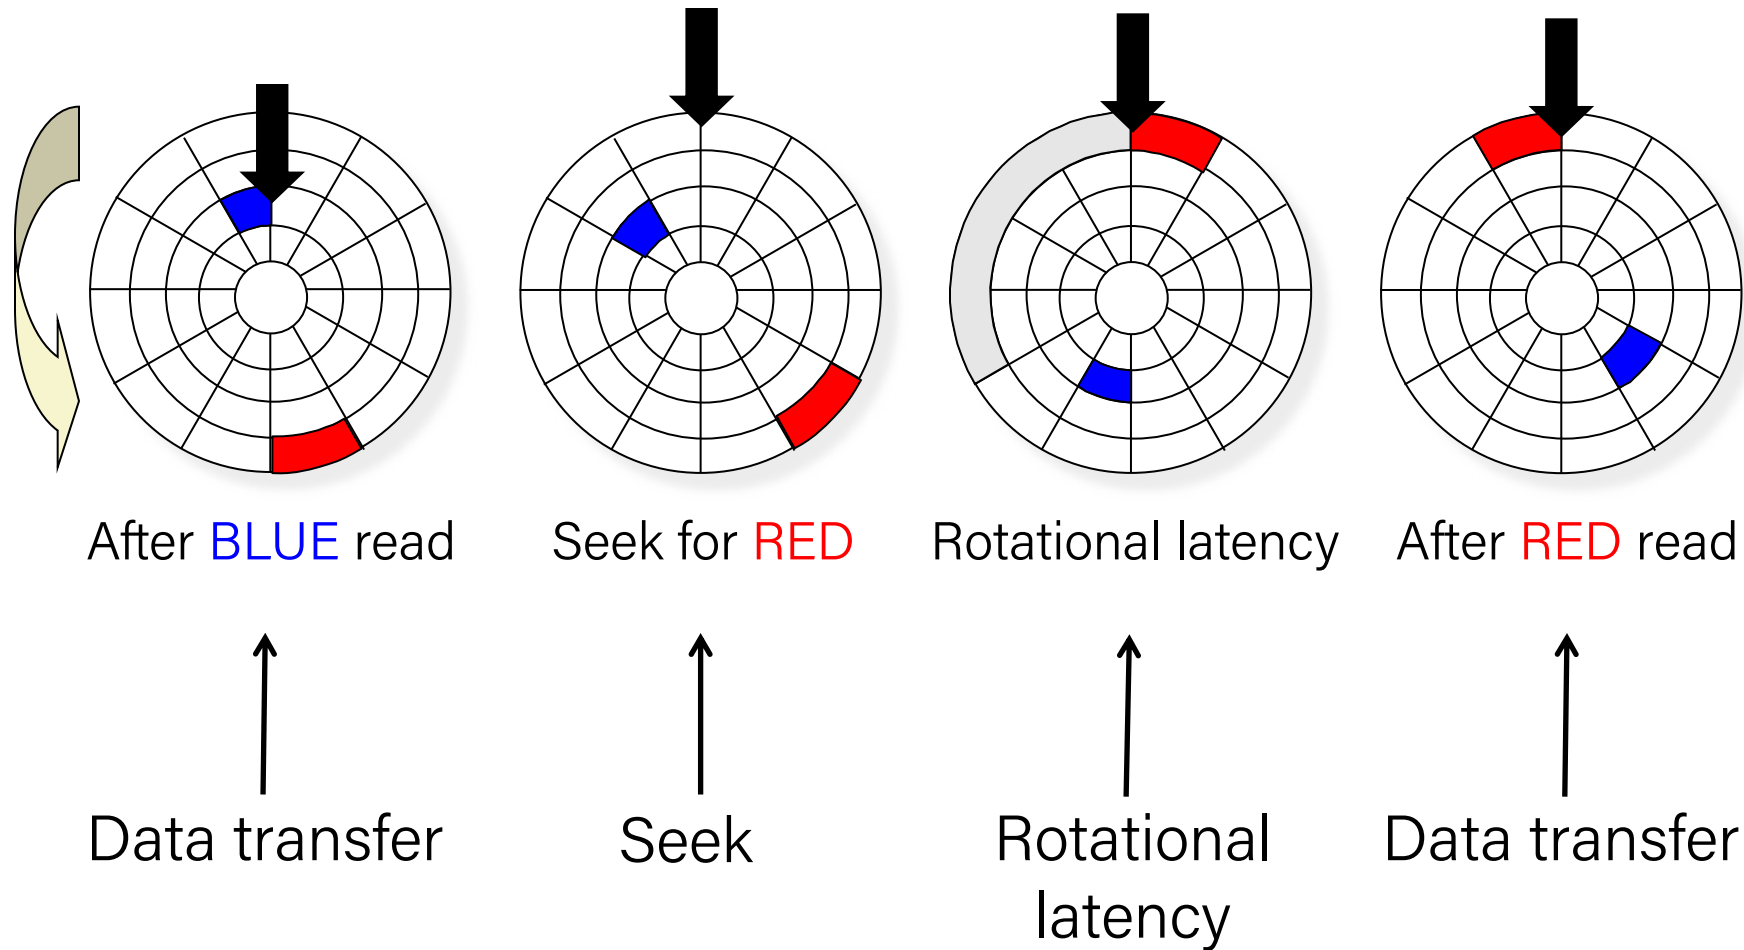 After BLUE read
Seek for RED
Rotational latency
After RED read
Data transfer
Seek
Rotational
latency
Data transfer